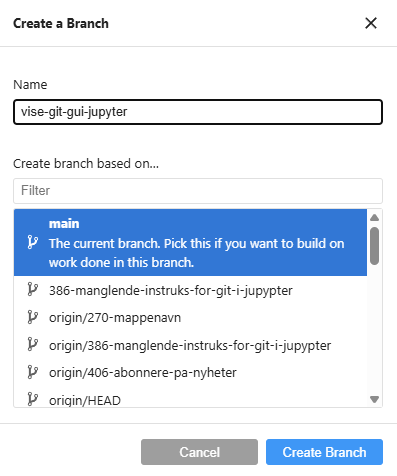 Create a Branch
Name
vise-git-gui-jupyter
Create branch based on...
Filter
main
The current branch. Pick this if you want to build on
work done in this branch.
386-manglende-instruks-for-git-i-jupypter
origin/270-mappenavn
origin/386-manglende-instruks-for-git-i-jupypter
origin/406-abonnere-pa-nyheter
origin/HEAD
Cancel
Create Branch